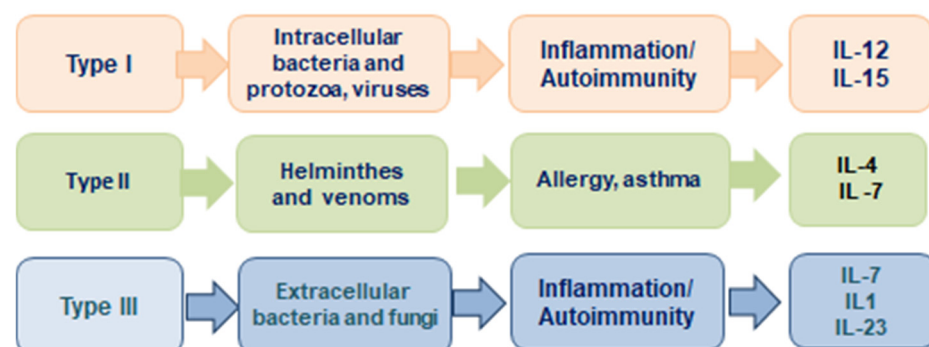 Type I
Intracellular
bacteria and
protozoa, viruses
Inflammation/
Autoimmunity
IL-12
IL-15
Type II
Helminthes
and venoms
Allergy, asthma
IL-4
IL -7
Type III
Extracellular
bacteria and fungi
Inflammation/
Autoimmunity
IL-7
IL1
IL-23